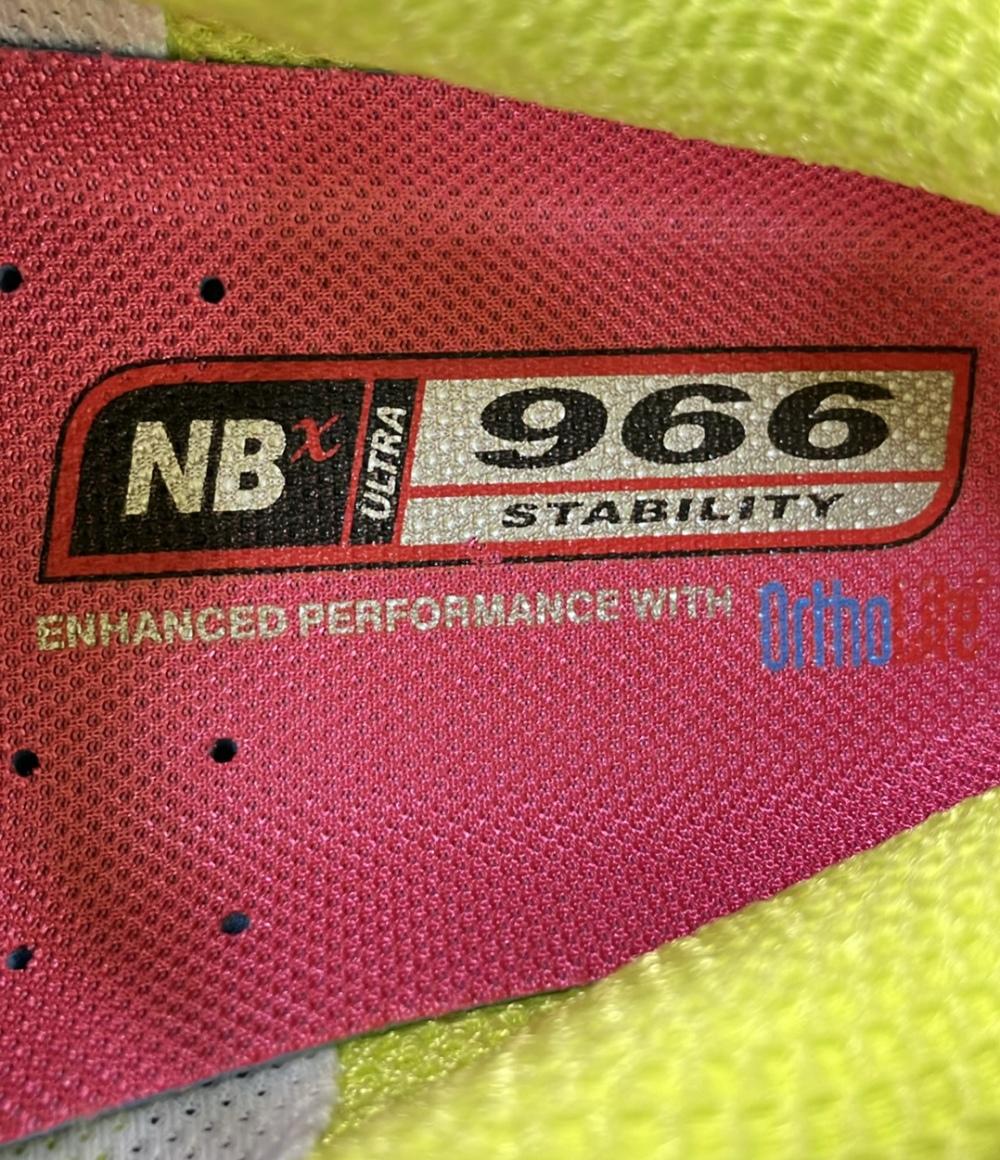 NBx ULTRA 966
STABILITY
ENHANCED PERFORMANCE WITH OrthoLite